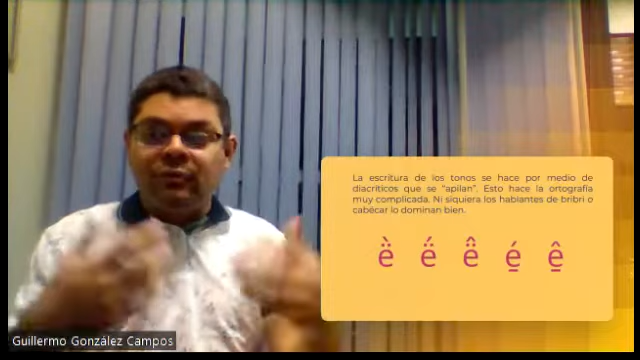 La escritura de los tonos se hace por medio de
diacríticos que se "apilan". Esto hace la ortografía
muy complicada. Ni siquiera los hablantes de bribri o
cabécar lo dominan bien.
ë̀ ë́ ë̂ é̱ ê̱
Guillermo González Campos